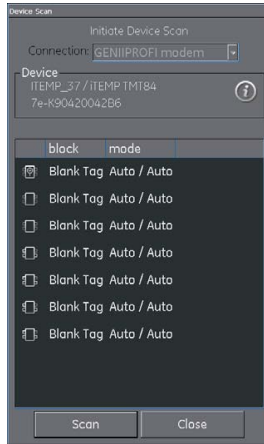 Device Scan
Initiate Device Scan
Connection: GENIIPROFI modem
Device
ITEMP_37 / iTEMP TMT84
7e-K90420042B6
block mode
Blank Tag Auto / Auto
Blank Tag Auto / Auto
Blank Tag Auto / Auto
Blank Tag Auto / Auto
Blank Tag Auto / Auto
Blank Tag Auto / Auto
Blank Tag Auto / Auto
Scan Close